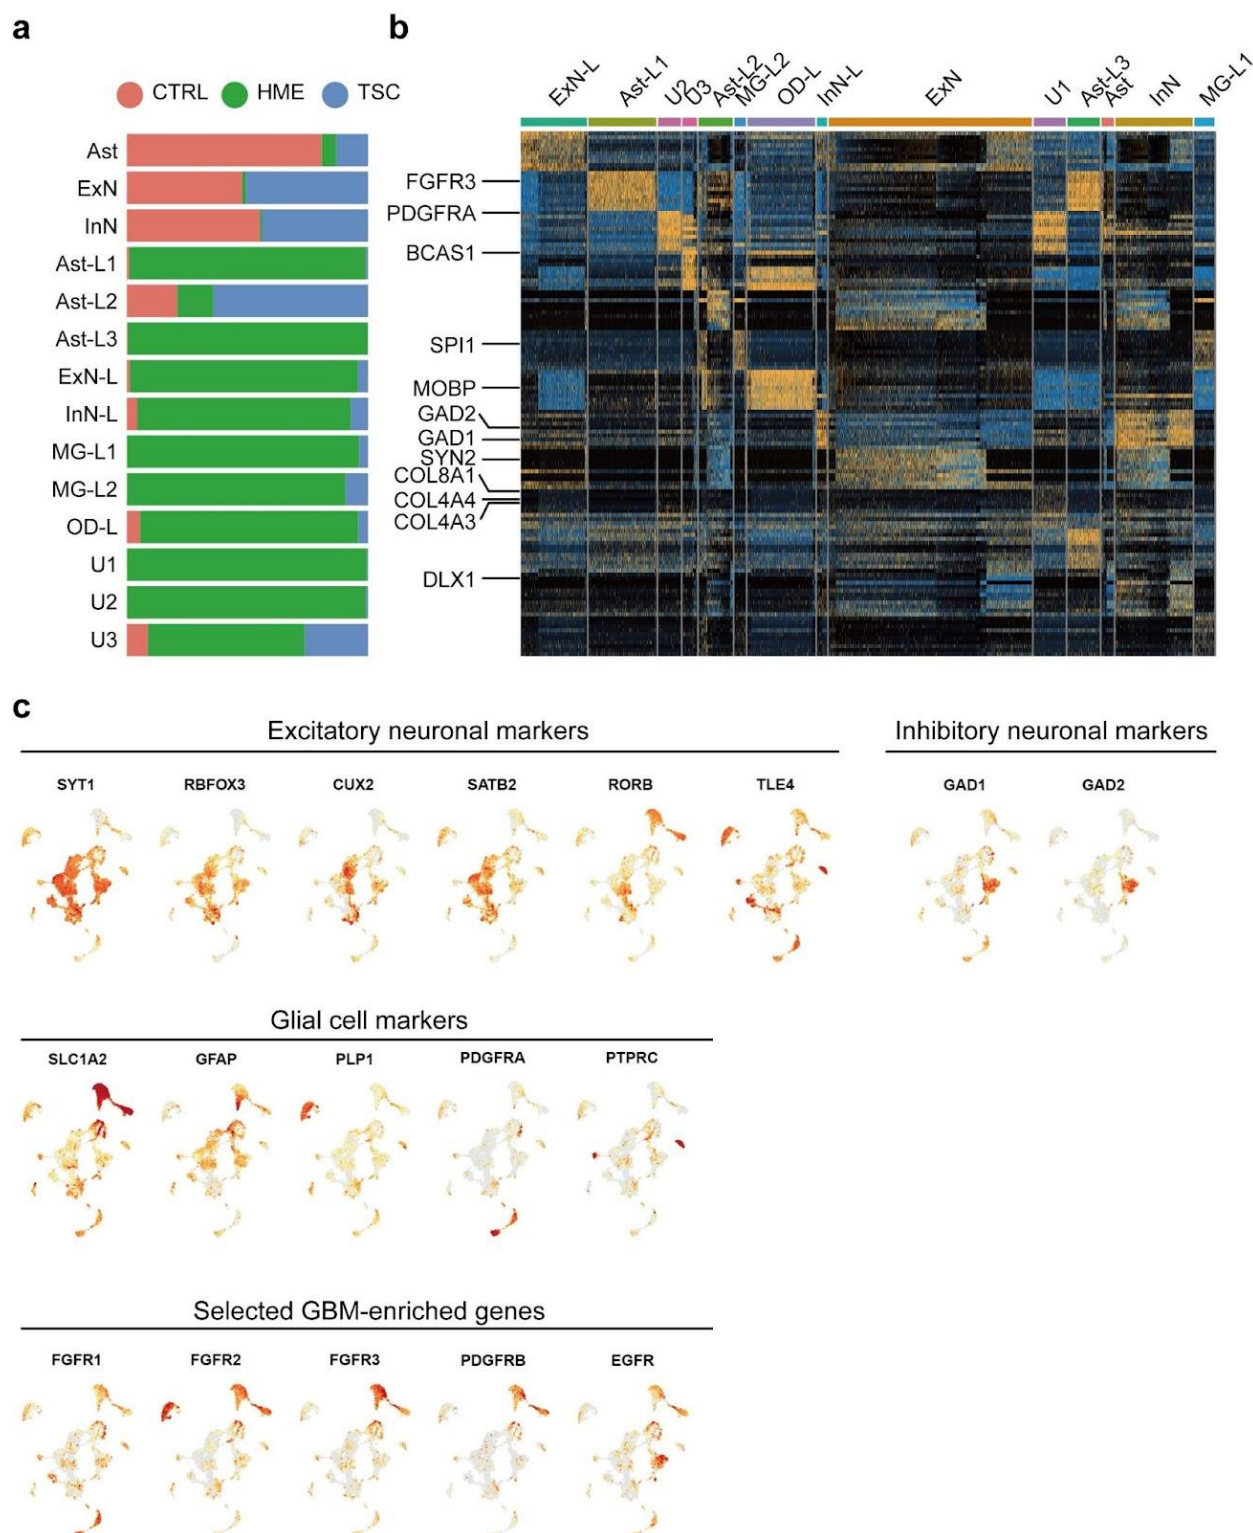 a
CTRL HME TSC
Ast
ExN
InN
Ast-L1
Ast-L2
Ast-L3
ExN-L
InN-L
MG-L1
MG-L2
OD-L
U1
U2
U3
b
ExN-L Ast-L1 U2 U3 Ast-L2 MG-L2 OD-L InN-L ExN U1 Ast-L3 Ast InN MG-L1
FGFR3
PDGFRA
BCAS1
SPI1
MOBP
GAD2
GAD1
SYN2
COL8A1
COL4A4
COL4A3
DLX1
c
Excitatory neuronal markers Inhibitory neuronal markers
SYT1 RBFOX3 CUX2 SATB2 RORB TLE4 GAD1 GAD2
Glial cell markers
SLC1A2 GFAP PLP1 PDGFRA PTPRC
Selected GBM-enriched genes
FGFR1 FGFR2 FGFR3 PDGFRB EGFR